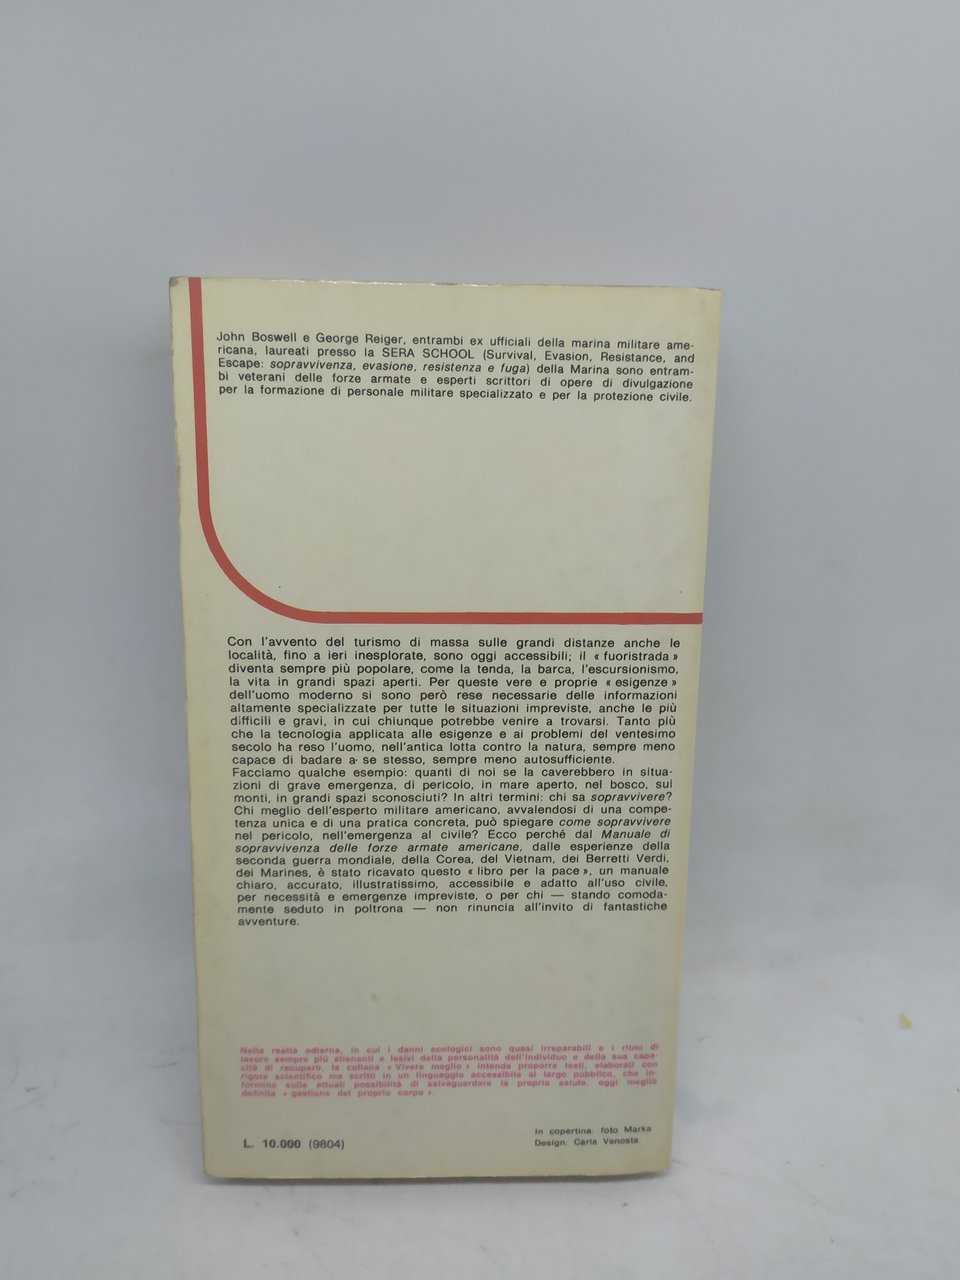 John Boswell e George Reiger, entrambi ex ufficiali della marina militare ame-
ricana, laureati presso la SERA SCHOOL (Survival, Evasion, Resistance, and
Escape: sopravvivenza, evasione, resistenza e fuga) della Marina sono entram-
bi veterani delle forze armate e esperti scrittori di opere di divulgazione
per la formazione di personale militare specializzato e per la protezione civile.
Con l'avvento del turismo di massa sulle grandi distanze anche le
località, fino a ieri inesplorate, sono oggi accessibili; il « fuoristrada »
diventa sempre più popolare, come la tenda, la barca, l'escursionismo,
la vita in grandi spazi aperti. Per queste vere e proprie « esigenze »
dell'uomo moderno si sono però rese necessarie delle informazioni
altamente specializzate per tutte le situazioni impreviste, anche le più
difficili e gravi, in cui chiunque potrebbe venire a trovarsi. Tanto più
che la tecnologia applicata alle esigenze e ai problemi del ventesimo
secolo ha reso l'uomo, nell'antica lotta contro la natura, sempre meno
capace di badare a se stesso, sempre meno autosufficiente.
Facciamo qualche esempio: quanti di noi se la caverebbero in situa-
zioni di grave emergenza, di pericolo, in mare aperto, nel bosco, sui
monti, in grandi spazi sconosciuti? In altri termini: chi sa sopravvivere?
Chi meglio dell'esperto militare americano, avvalendosi di una compe-
tenza unica e di una pratica concreta, può spiegare come sopravvivere
nel pericolo, nell'emergenza al civile? Ecco perché dal Manuale di
sopravvivenza delle forze armate americane, dalle esperienze della
seconda guerra mondiale, della Corea, del Vietnam, dei Berretti Verdi,
dei Marines, è stato ricavato questo « libro per la pace », un manuale
chiaro, accurato, illustratissimo, accessibile e adatto all'uso civile,
per necessità e emergenze impreviste, o per chi — stando comoda-
mente seduto in poltrona — non rinuncia all'invito di fantastiche
avventure.
Nella realtà odierna, in cui i danni ecologici sono quasi irreparabili e i ritmi di
lavoro sempre più alienanti e lesivi della personalità dell'individuo e della sua capa-
cità di recupero, la collana « Vivere meglio » intende proporre testi, elaborati con
rigore scientifico ma scritti in un linguaggio accessibile al largo pubblico, che in-
formino sulle attuali possibilità di salvaguardare la propria salute, oggi meglio
definita « gestione del proprio corpo ».
L. 10.000 (9804)
In copertina: foto Marka
Design: Carla Venosta